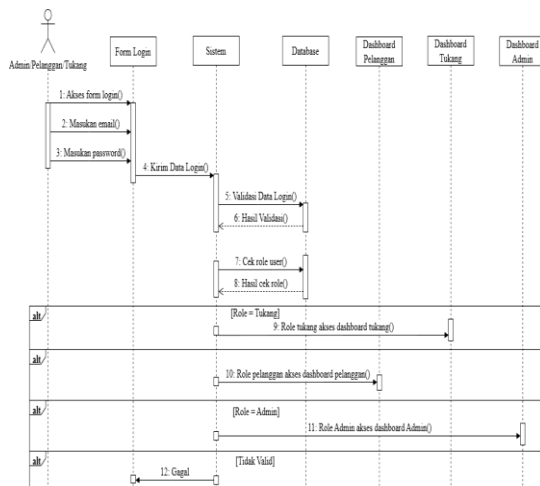 Admin/Pelanggan/Tukang
Form Login
Sistem
Database
Dashboard
Pelanggan
Dashboard
Tukang
Dashboard
Admin
1: Akses form login()
2: Masukan email()
3: Masukan password()
4: Kirim Data Login()
5: Validasi Data Login()
6: Hasil Validasi()
7: Cek role user()
8: Hasil cek role()
alt
[Role = Tukang]
9: Role tukang akses dashboard tukang()
alt
10: Role pelanggan akses dashboard pelanggan()
alt
[Role = Admin]
11: Role Admin akses dashboard Admin()
alt
[Tidak Valid]
12: Gagal